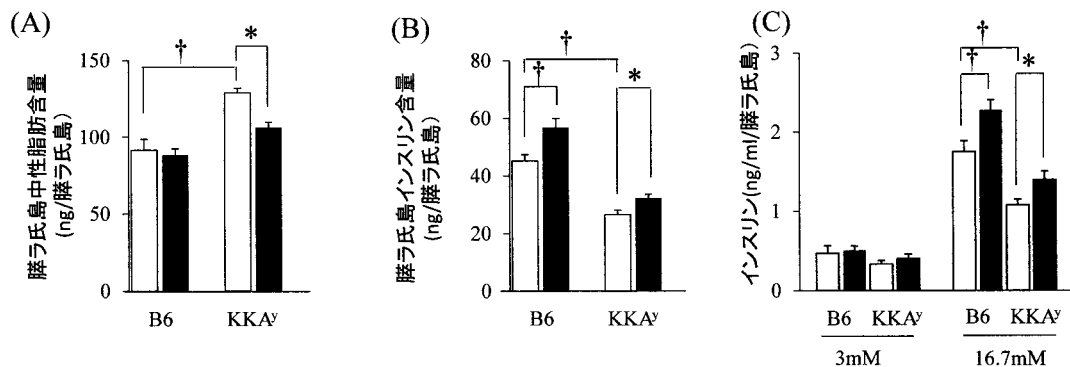 (A)
膵ラ氏島中性脂肪含量
(ng/膵ラ氏島)
150
100
50
0
†
*
B6
KKAʸ
(B)
膵ラ氏島インスリン含量
(ng/膵ラ氏島)
80
60
40
20
0
†
†
*
B6
KKAʸ
(C)
インスリン(ng/ml/膵ラ氏島)
3
2
1
0
†
†
*
B6 KKAʸ B6 KKAʸ
3mM 16.7mM